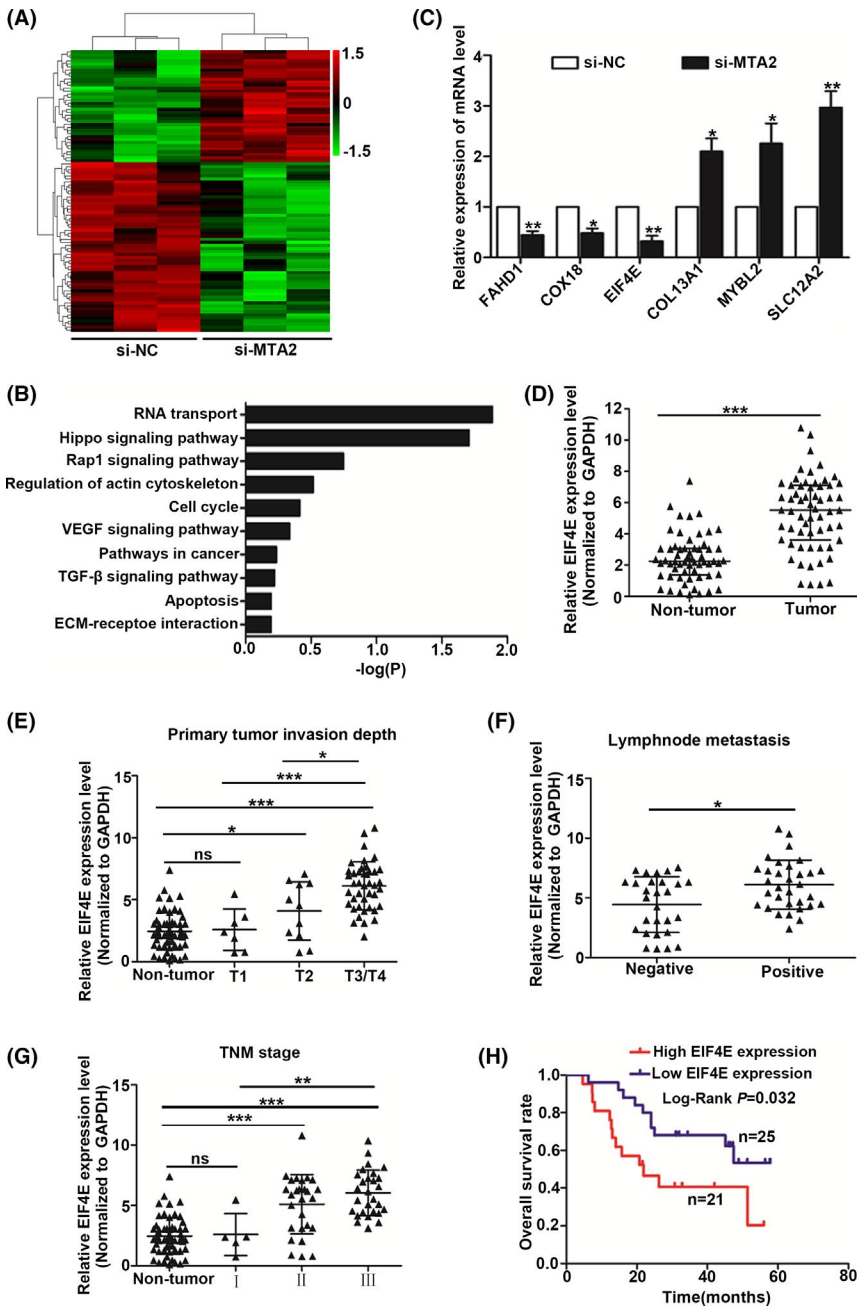 (A)
1.5
0
-1.5
si-NC
si-MTA2
(C)
si-NC
si-MTA2
Relative expression of mRNA level
4
3
2
1
0
**
*
**
*
*
**
FAHD1
COX18
EIF4E
COL13A1
MYBL2
SLC12A2
(B)
RNA transport
Hippo signaling pathway
Rap1 signaling pathway
Regulation of actin cytoskeleton
Cell cycle
VEGF signaling pathway
Pathways in cancer
TGF-β signaling pathway
Apoptosis
ECM-receptoe interaction
0.0
0.5
1.0
1.5
2.0
-log(P)
(D)
Relative EIF4E expression level
(Normalized to GAPDH)
12
10
8
6
4
2
0
***
Non-tumor
Tumor
(E)
Primary tumor invasion depth
Relative EIF4E expression level
(Normalized to GAPDH)
15
10
5
0
*
***
***
*
ns
Non-tumor
T1
T2
T3/T4
(F)
Lymphnode metastasis
Relative EIF4E expression level
(Normalized to GAPDH)
15
10
5
0
*
Negative
Positive
(G)
TNM stage
Relative EIF4E expression level
(Normalized to GAPDH)
15
10
5
0
**
***
***
ns
Non-tumor
I
II
III
(H)
High EIF4E expression
Low EIF4E expression
Log-Rank P=0.032
n=25
n=21
Overall survival rate
1.0
0.8
0.6
0.4
0.2
0
20
40
60
80
Time(months)